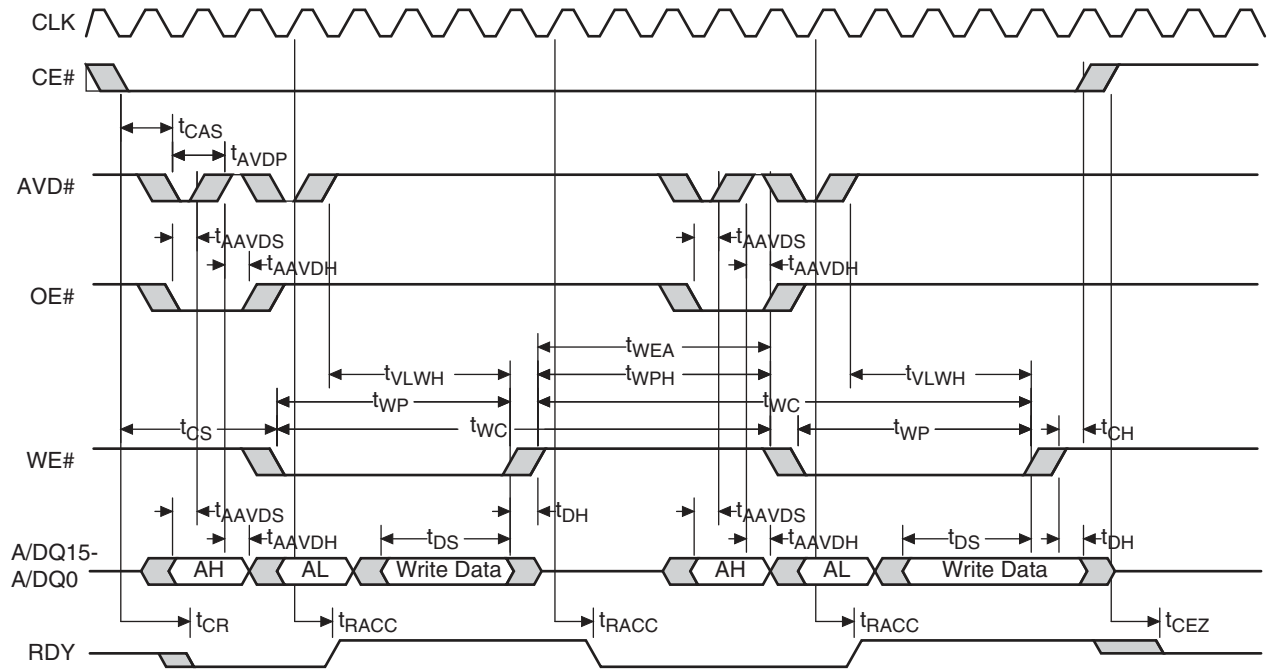 CLK
CE#
tCAS
tAVDP
AVD#
tAAVDS tAAVDS
tAAVDH tAAVDH
OE#
tWEA
tVLWH tWPH tVLWH
tWP tWC
tCS tWC tWP tCH
WE#
tAAVDS tDH tAAVDS
A/DQ15- tAAVDH tDS tAAVDH tDS tDH
A/DQ0 AH AL Write Data AH AL Write Data
tCR tRACC tRACC tRACC tCEZ
RDY